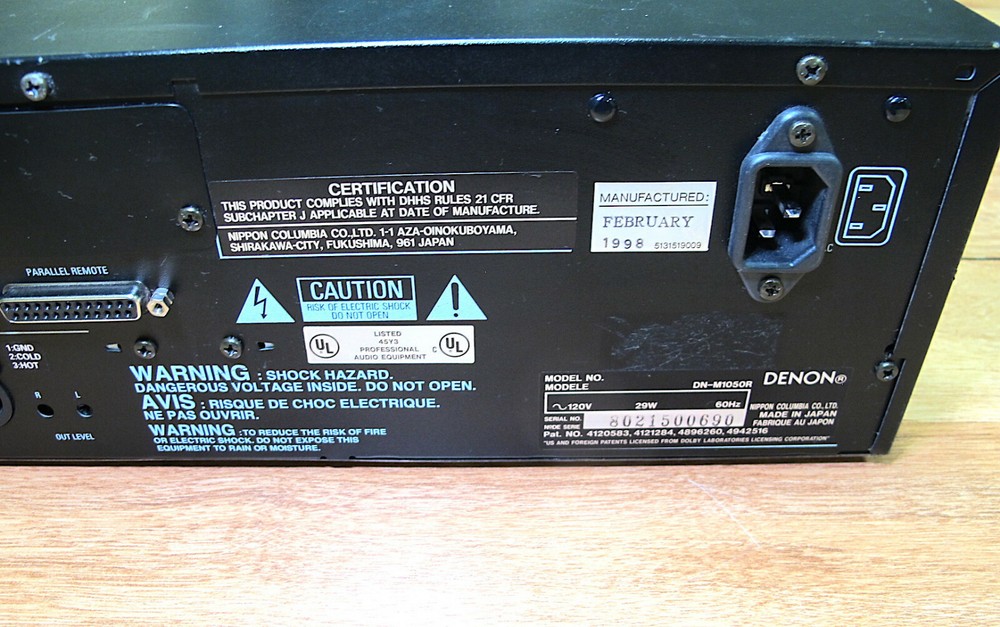 CERTIFICATION
THIS PRODUCT COMPLIES WITH DHHS RULES 21 CFR
SUBCHAPTER J APPLICABLE AT DATE OF MANUFACTURE.
NIPPON COLUMBIA CO.,LTD. 1-1 AZA-OINOKUBOYAMA,
SHIRAKAWA-CITY, FUKUSHIMA, 961 JAPAN
MANUFACTURED:
FEBRUARY
1998 5131519009
PARALLEL REMOTE
1:GND
2:COLD
3:HOT
R L
OUT LEVEL
CAUTION
RISK OF ELECTRIC SHOCK
DO NOT OPEN
UL
LISTED
45Y3
PROFESSIONAL
AUDIO EQUIPMENT
C UL
WARNING : SHOCK HAZARD.
DANGEROUS VOLTAGE INSIDE. DO NOT OPEN.
AVIS : RISQUE DE CHOC ELECTRIQUE.
NE PAS OUVRIR.
WARNING :TO REDUCE THE RISK OF FIRE
OR ELECTRIC SHOCK. DO NOT EXPOSE THIS
EQUIPMENT TO RAIN OR MOISTURE.
MODEL NO.
MODELE DN-M1050R
DENON®
~120V 29W 60Hz
NIPPON COLUMBIA CO.,LTD.
MADE IN JAPAN
FABRIQUE AU JAPON
SERIAL NO.
NRDE SERIE
8021500690
Pat. NO. 4120583, 4121284, 4896260, 4942516
"US AND FOREIGN PATENTS LICENSED FROM DOLBY LABORATORIES LICENSING CORPORATION"